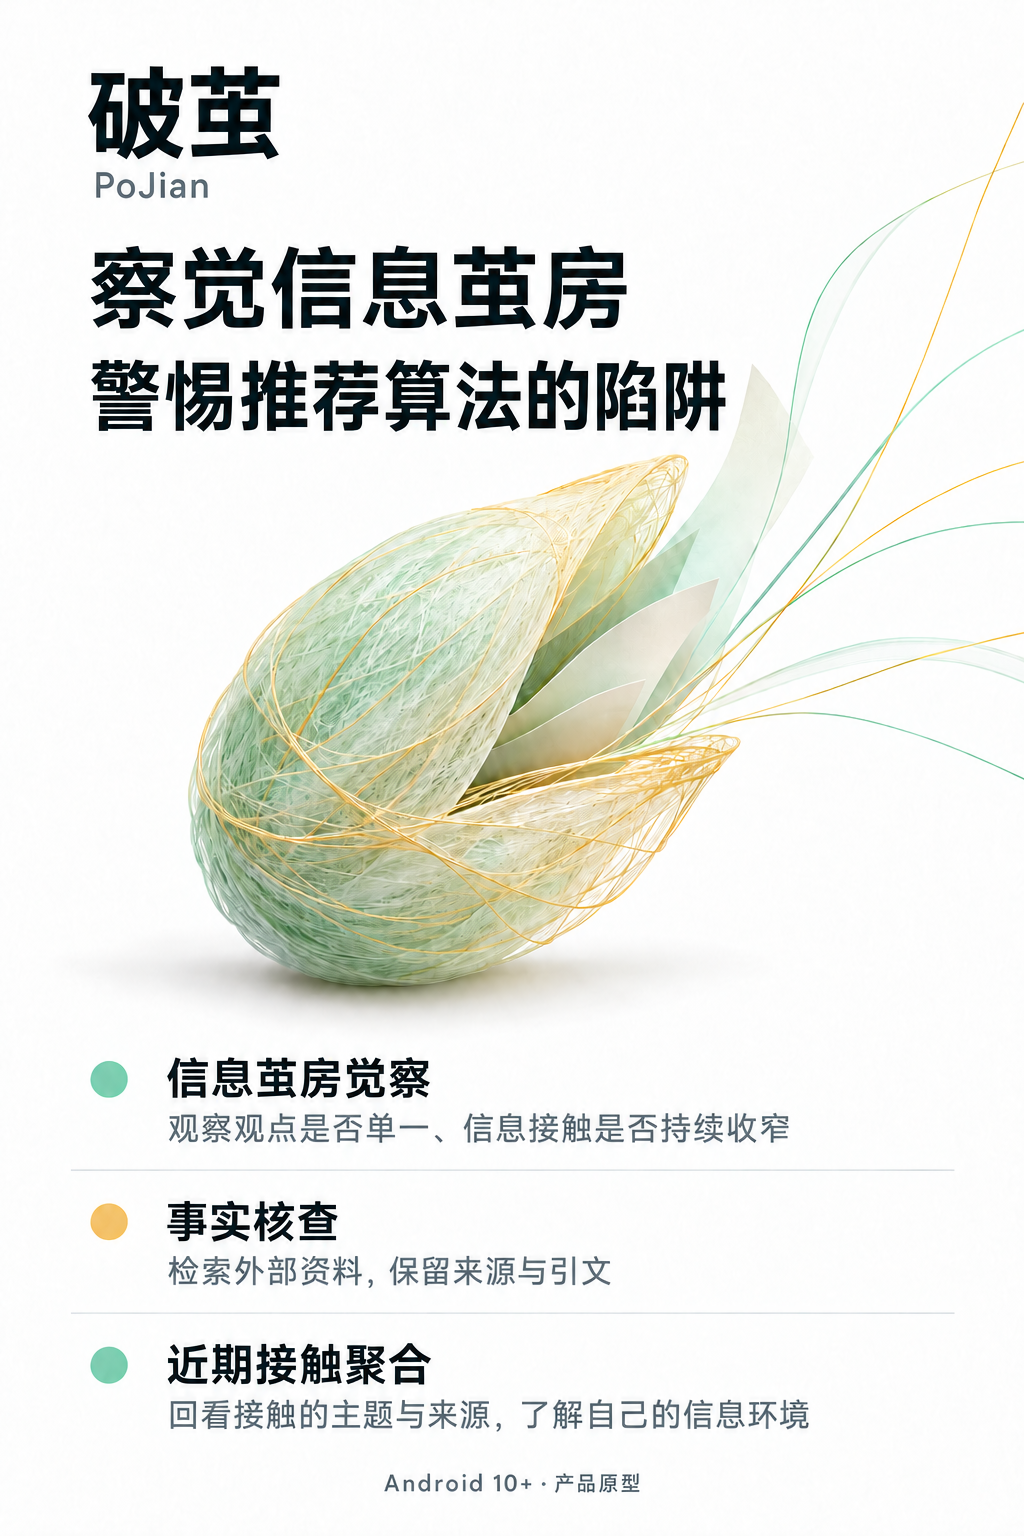 破茧
PoJian
察觉信息茧房
警惕推荐算法的陷阱
信息茧房觉察
观察观点是否单一、信息接触是否持续收窄
事实核查
检索外部资料，保留来源与引文
近期接触聚合
回看接触的主题与来源，了解自己的信息环境
Android 10+ · 产品原型